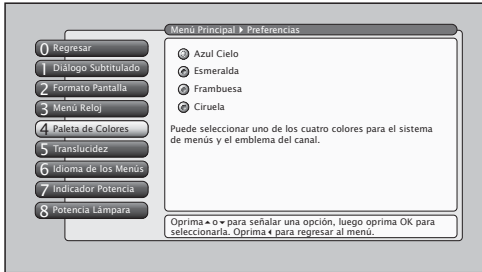 Menú Principal ▸ Preferencias
0 Regresar
1 Diálogo Subtitulado
2 Formato Pantalla
3 Menú Reloj
4 Paleta de Colores
5 Translucidez
6 Idioma de los Menús
7 Indicador Potencia
8 Potencia Lámpara
Azul Cielo
Esmeralda
Frambuesa
Ciruela
Puede seleccionar uno de los cuatro colores para el sistema
de menús y el emblema del canal.
Oprima ▴ o ▾ para señalar una opción, luego oprima OK para
seleccionarla. Oprima ◂ para regresar al menú.